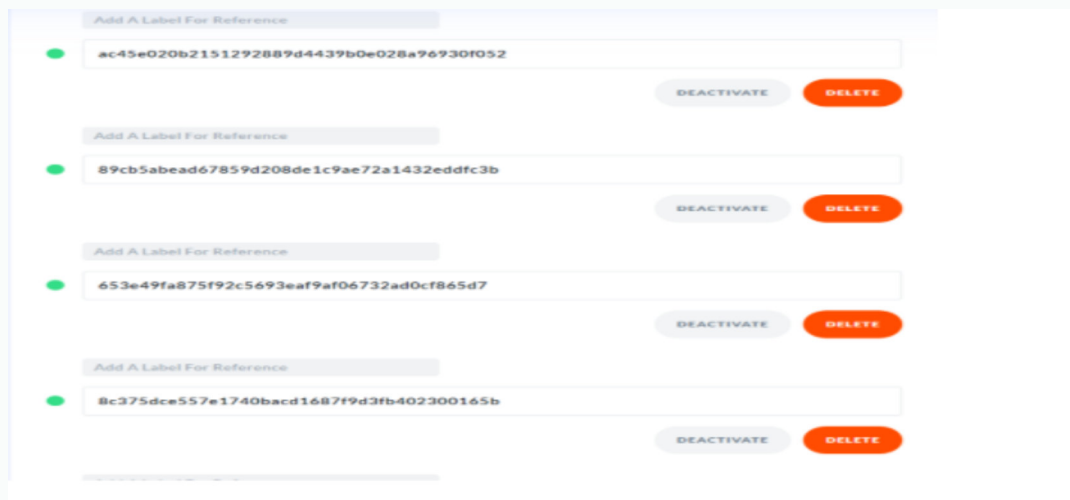 Add A Label For Reference
ac45e020b2151292889d4439b0e028a96930f052
DEACTIVATE DELETE
Add A Label For Reference
89cb5abead67859d208de1c9ae72a1432eddfc3b
DEACTIVATE DELETE
Add A Label For Reference
653e49fa875f92c5693eaf9af06732ad0cf865d7
DEACTIVATE DELETE
Add A Label For Reference
8c375dce557e1740bacd1687f9d3fb402300165b
DEACTIVATE DELETE